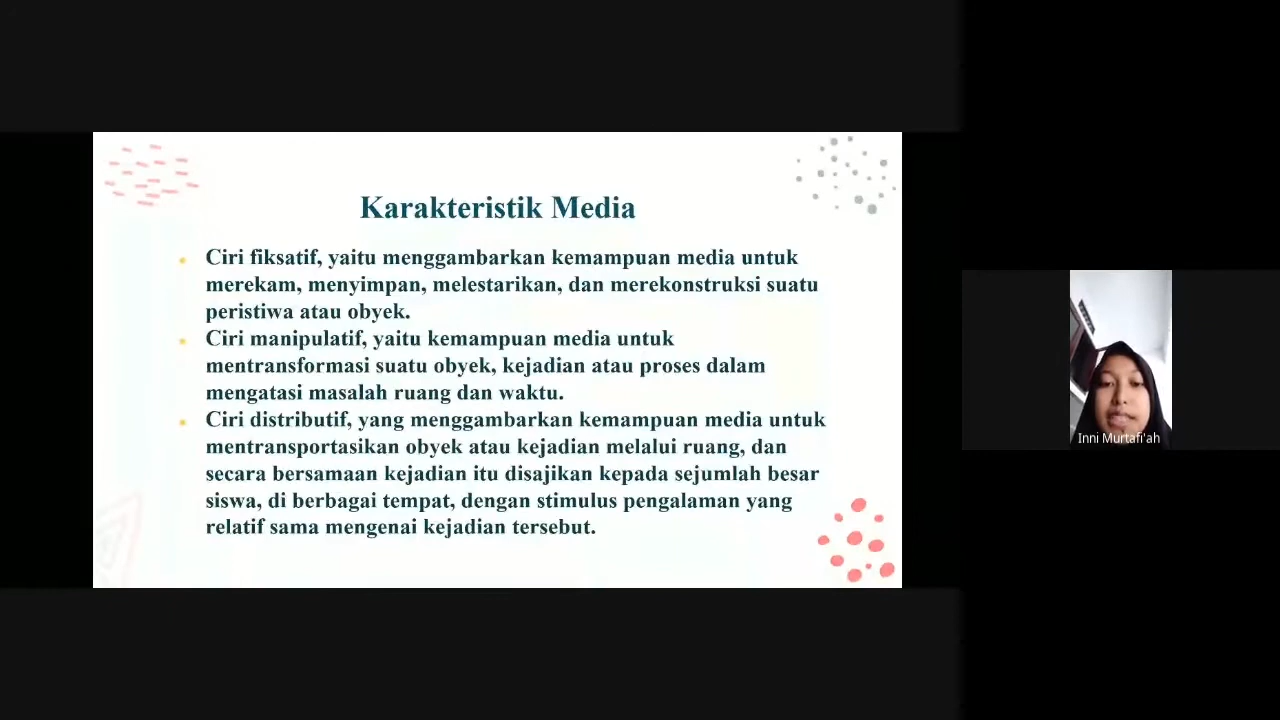 Karakteristik Media
Ciri fiksatif, yaitu menggambarkan kemampuan media untuk
merekam, menyimpan, melestarikan, dan merekonstruksi suatu
peristiwa atau obyek.
Ciri manipulatif, yaitu kemampuan media untuk
mentransformasi suatu obyek, kejadian atau proses dalam
mengatasi masalah ruang dan waktu.
Ciri distributif, yang menggambarkan kemampuan media untuk
mentransportasikan obyek atau kejadian melalui ruang, dan
secara bersamaan kejadian itu disajikan kepada sejumlah besar
siswa, di berbagai tempat, dengan stimulus pengalaman yang
relatif sama mengenai kejadian tersebut.
Inni Murtafi'ah